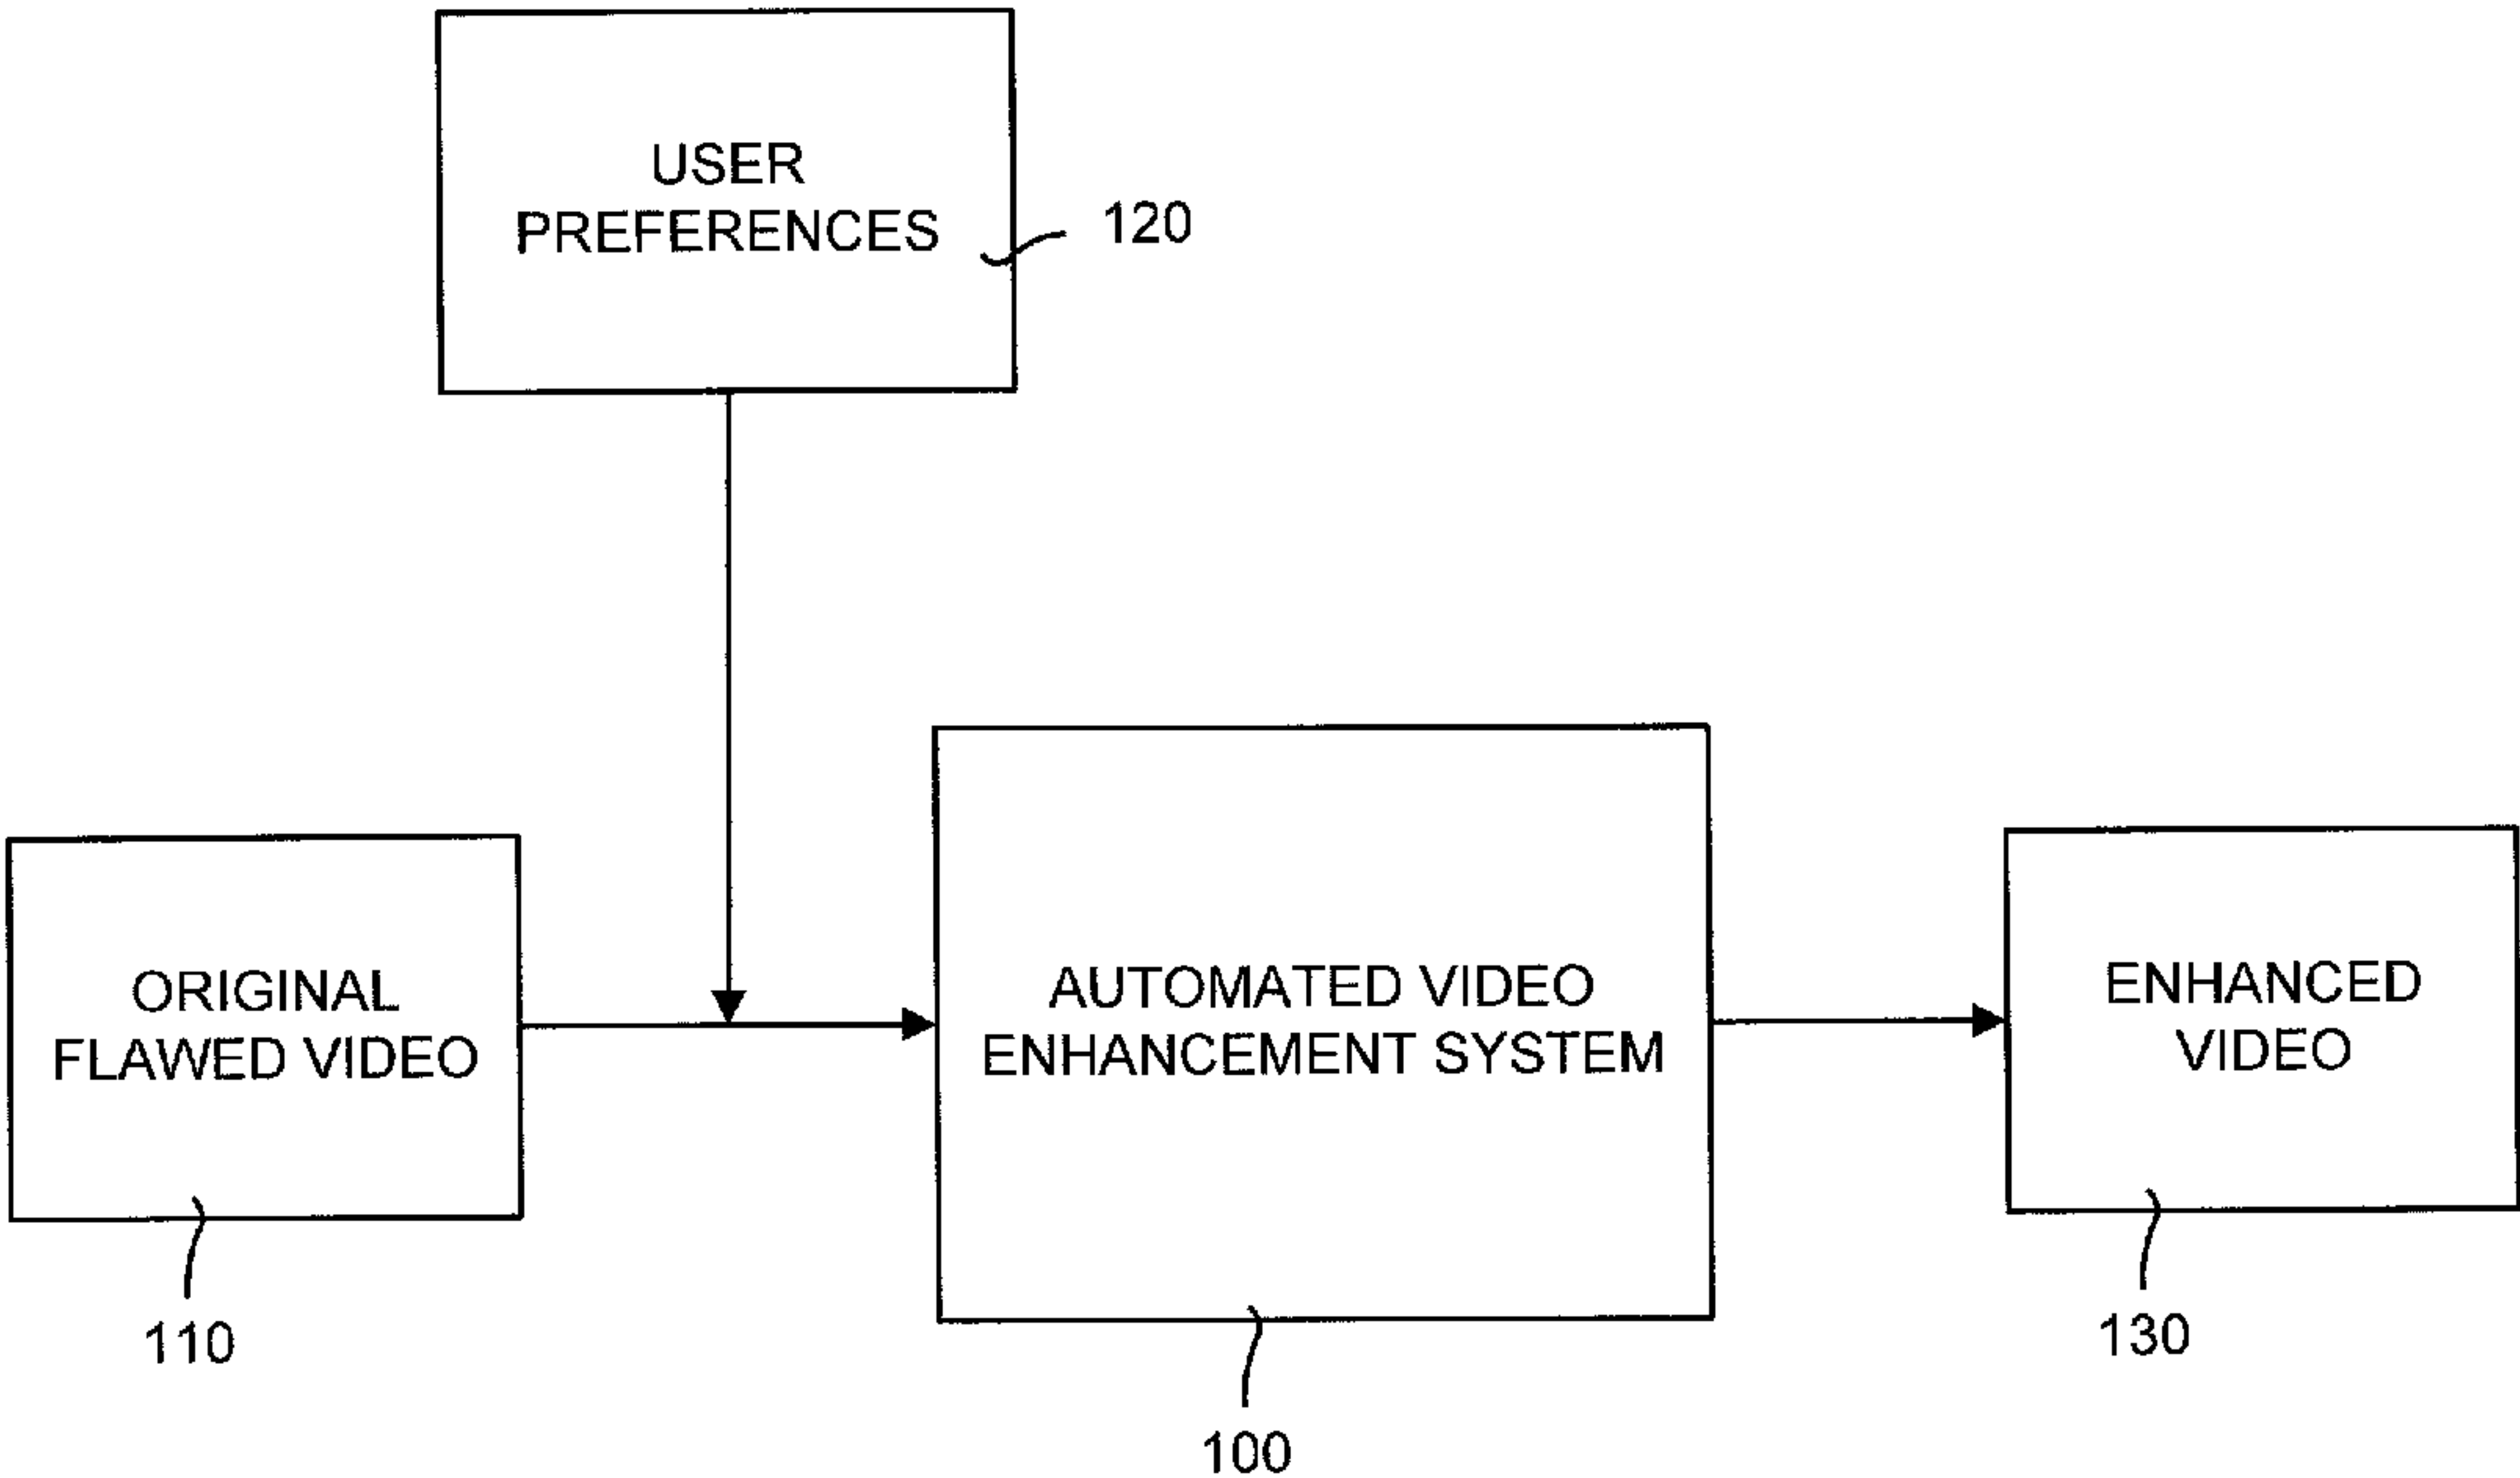 USER
PREFERENCES
120
ORIGINAL
FLAWED VIDEO
110
AUTOMATED VIDEO
ENHANCEMENT SYSTEM
100
ENHANCED
VIDEO
130